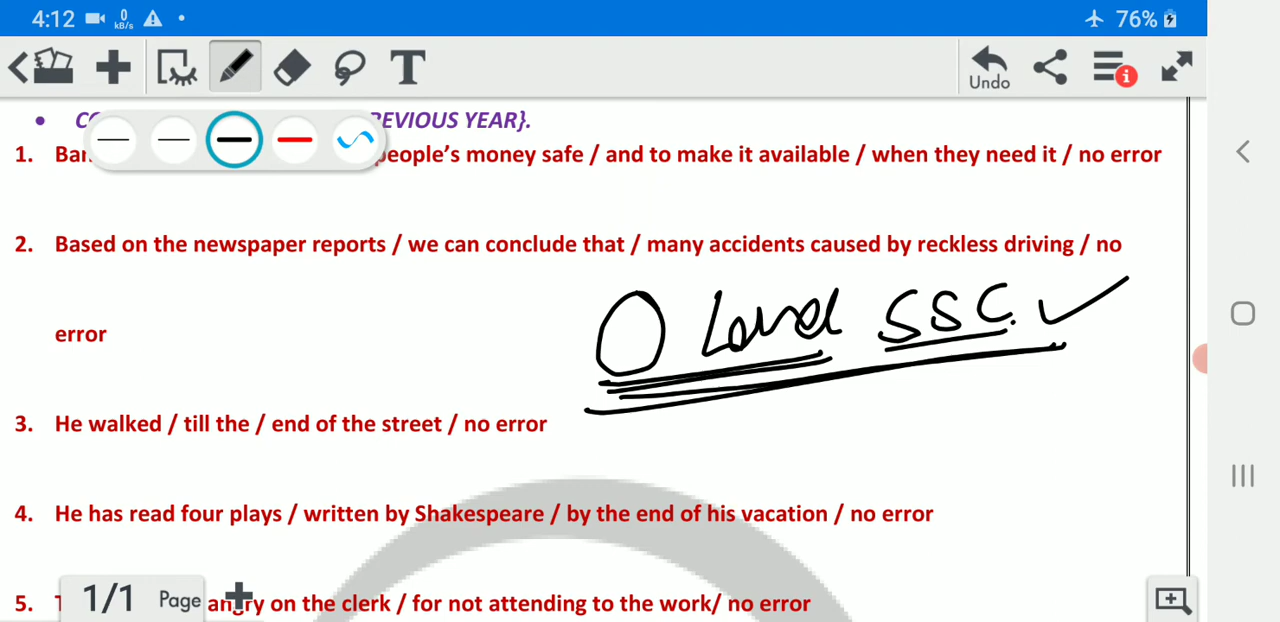 4:12 0 kB/s 76%
T Undo i
EVIOUS YEAR}.
1. people's money safe / and to make it available / when they need it / no error
2. Based on the newspaper reports / we can conclude that / many accidents caused by reckless driving / no
error
O Level SSC.
3. He walked / till the / end of the street / no error
4. He has read four plays / written by Shakespeare / by the end of his vacation / no error
5. angry on the clerk / for not attending to the work/ no error
1/1 Page